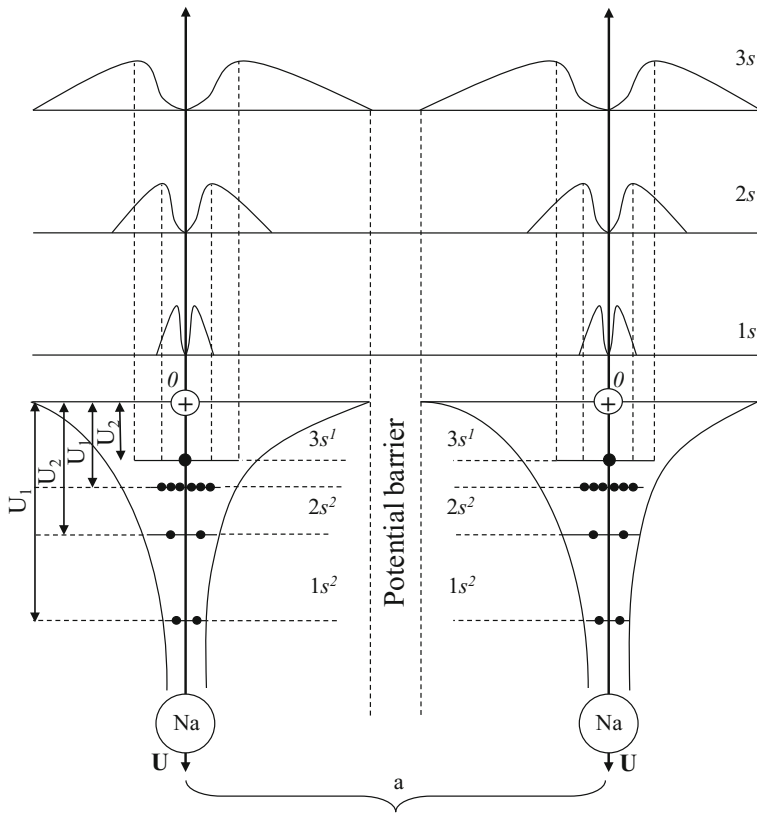 3s
2s
1s
0 0
+ +
U₁ U₂ U₁ U₂
3s¹ 3s¹
2s² 2s²
1s² 1s²
Potential barrier
Na Na
U U
a